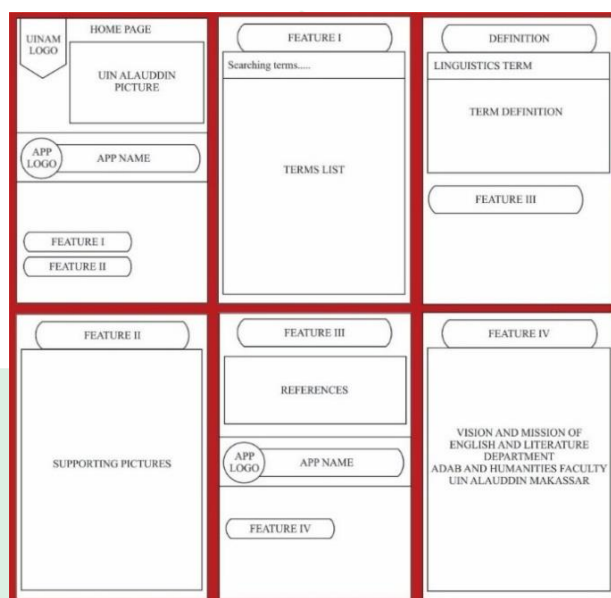 UINAM
LOGO
HOME PAGE
UIN ALAUDDIN
PICTURE
APP
LOGO
APP NAME
FEATURE I
FEATURE II
FEATURE I
Searching terms.....
TERMS LIST
DEFINITION
LINGUISTICS TERM
TERM DEFINITION
FEATURE III
FEATURE II
SUPPORTING PICTURES
FEATURE III
REFERENCES
APP
LOGO
APP NAME
FEATURE IV
FEATURE IV
VISION AND MISSION OF
ENGLISH AND LITERATURE
DEPARTMENT
ADAB AND HUMANITIES FACULTY
UIN ALAUDDIN MAKASSAR